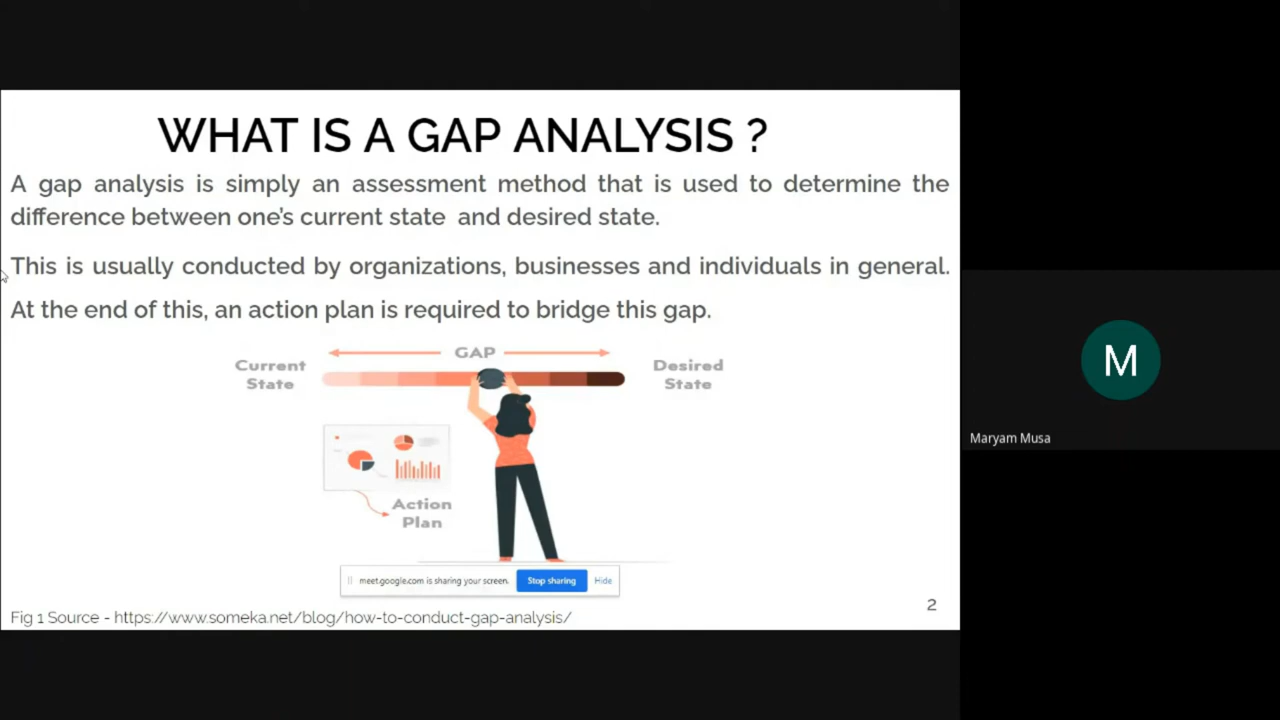 WHAT IS A GAP ANALYSIS ?
A gap analysis is simply an assessment method that is used to determine the
difference between one's current state and desired state.
This is usually conducted by organizations, businesses and individuals in general.
At the end of this, an action plan is required to bridge this gap.
GAP
Current
State
Desired
State
Action
Plan
meet.google.com is sharing your screen.
Stop sharing
Hide
Fig 1 Source - https://www.someka.net/blog/how-to-conduct-gap-analysis/
2
M
Maryam Musa